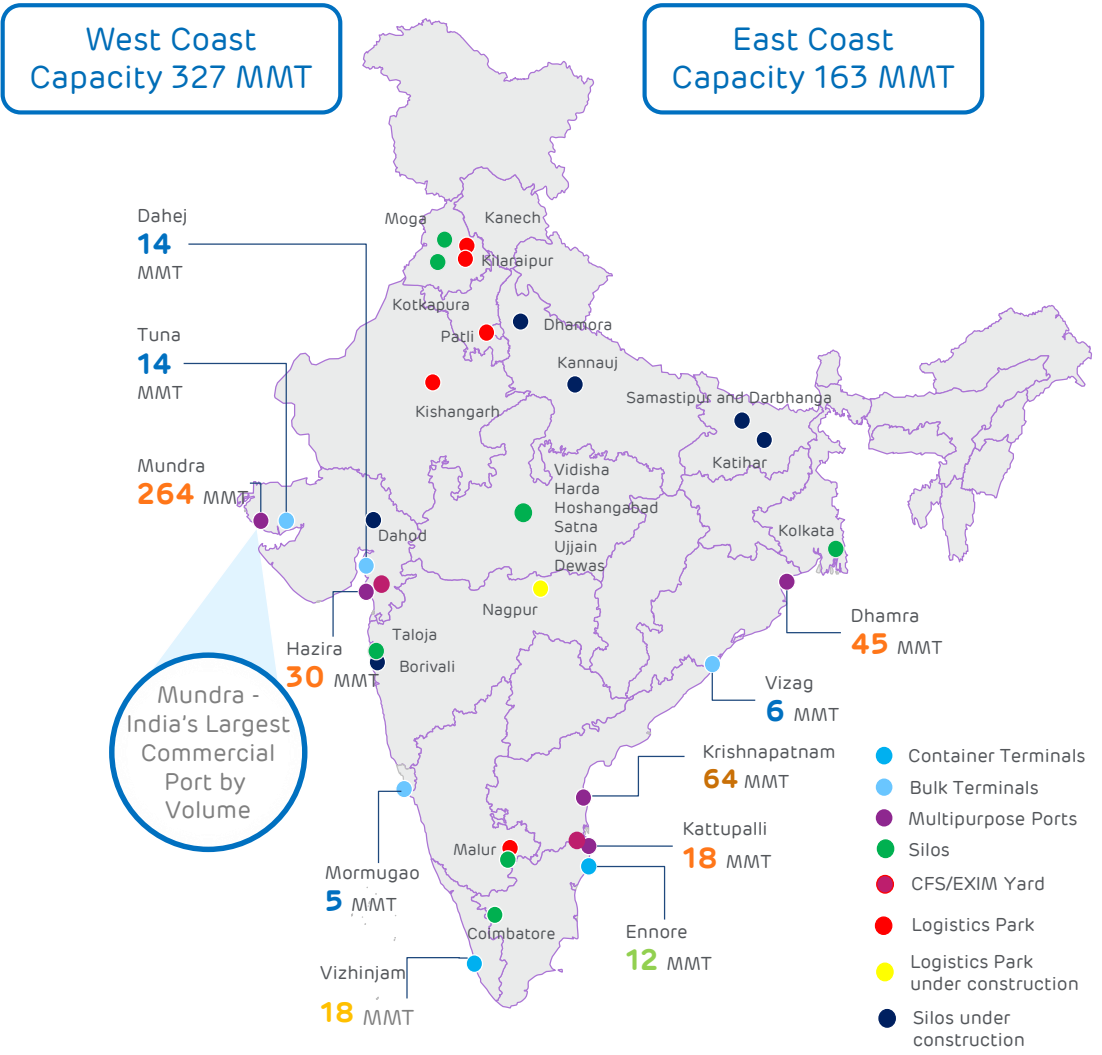 West Coast
Capacity 327 MMT
East Coast
Capacity 163 MMT
Dahej
14
MMT
Tuna
14
MMT
Mundra
264 MMT
Moga
Kanech
Kilaraipur
Kotkapura
Patli
Dhamora
Kannauj
Kishangarh
Samastipur and Darbhanga
Katihar
Vidisha
Harda
Hoshangabad
Satna
Ujjain
Dewas
Kolkata
Dahod
Nagpur
Hazira
30 MMT
Taloja
Borivali
Mundra -
India's Largest
Commercial
Port by
Volume
Dhamra
45 MMT
Vizag
6 MMT
Krishnapatnam
64 MMT
Kattupalli
18 MMT
Malur
Mormugao
5 MMT
Coimbatore
Ennore
12 MMT
Vizhinjam
18 MMT
Container Terminals
Bulk Terminals
Multipurpose Ports
Silos
CFS/EXIM Yard
Logistics Park
Logistics Park
under construction
Silos under
construction